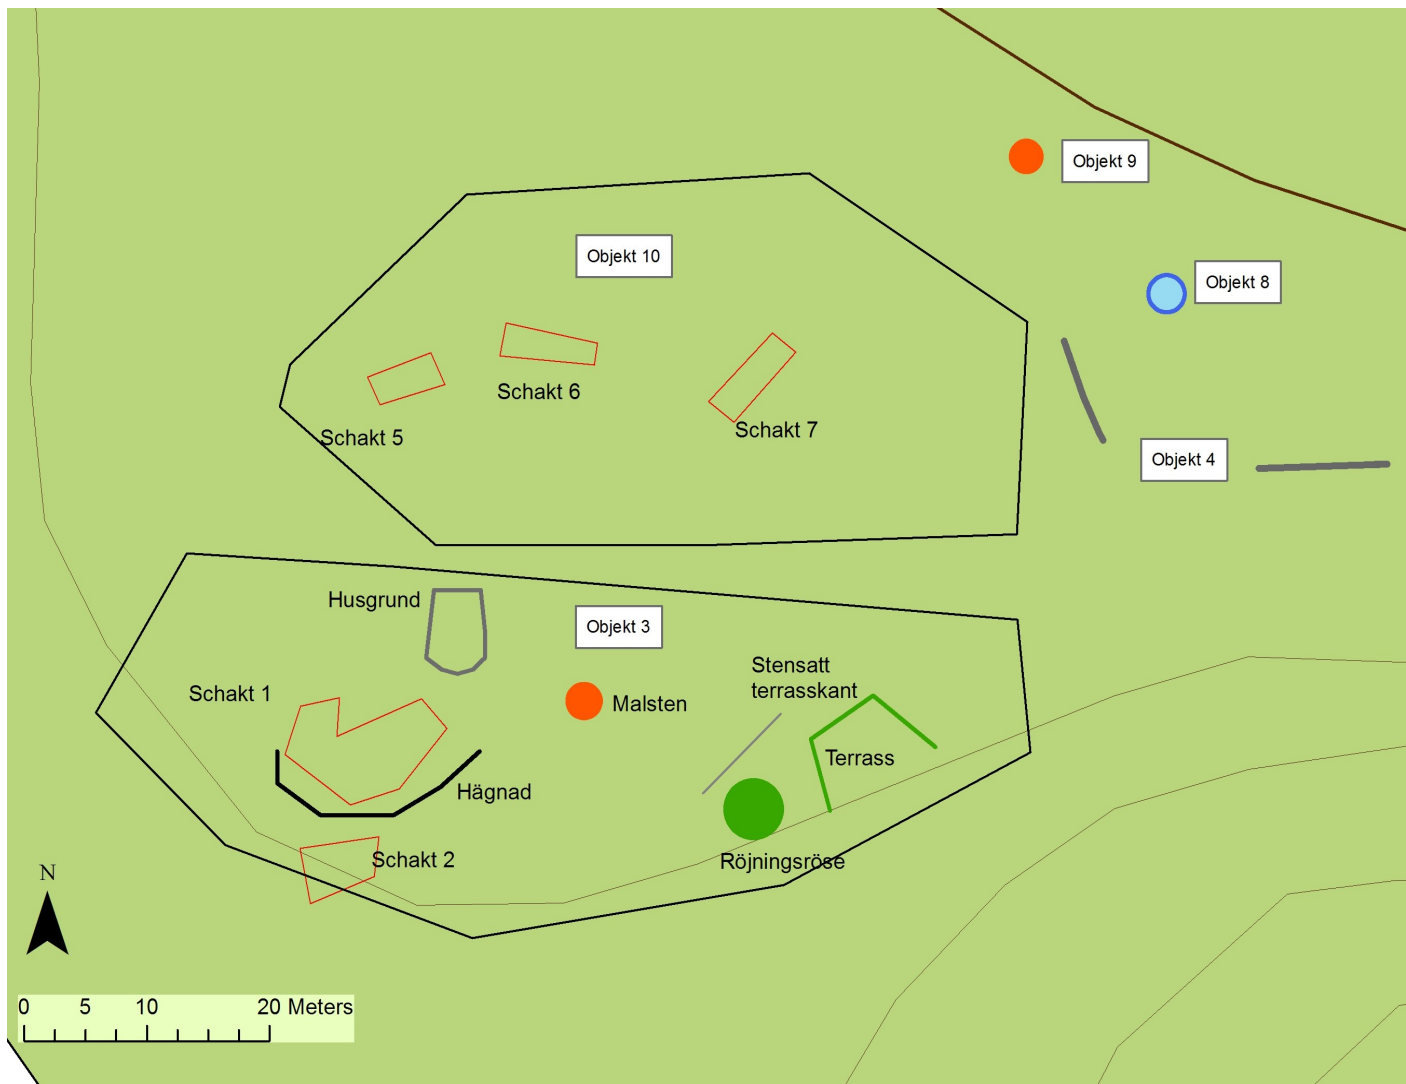 Objekt 9
Objekt 10
Objekt 8
Schakt 6
Schakt 5
Schakt 7
Objekt 4
Husgrund
Objekt 3
Stensatt
terrasskant
Schakt 1
Malsten
Terrass
Hägnad
Schakt 2
Röjningsröse
N
0 5 10 20 Meters